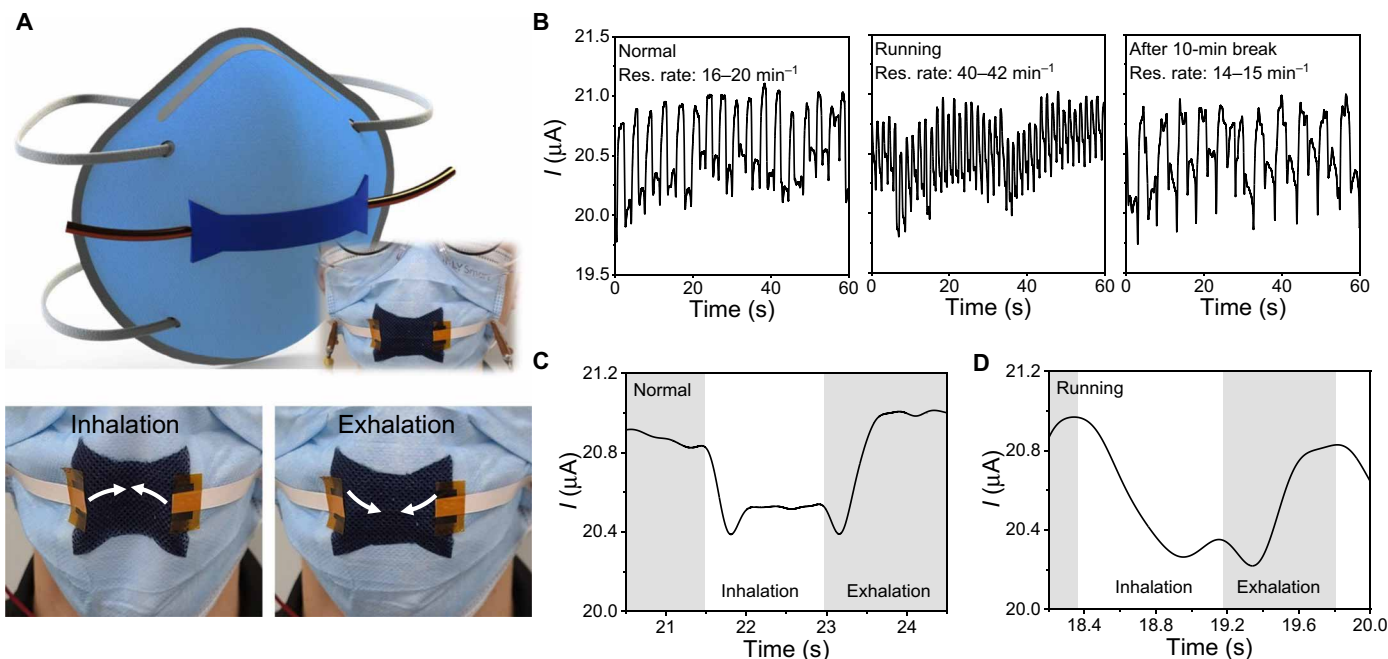 A
Inhalation
Exhalation
B
I (μA)
21.5
21.0
20.5
20.0
19.5
Normal
Res. rate: 16–20 min⁻¹
0 20 40 60
Time (s)
Running
Res. rate: 40–42 min⁻¹
0 20 40 60
Time (s)
After 10-min break
Res. rate: 14–15 min⁻¹
0 20 40 60
Time (s)
C
I (μA)
21.2
20.8
20.4
20.0
Normal
Inhalation
Exhalation
21 22 23 24
Time (s)
D
I (μA)
21.2
20.8
20.4
20.0
Running
Inhalation
Exhalation
18.4 18.8 19.2 19.6 20.0
Time (s)